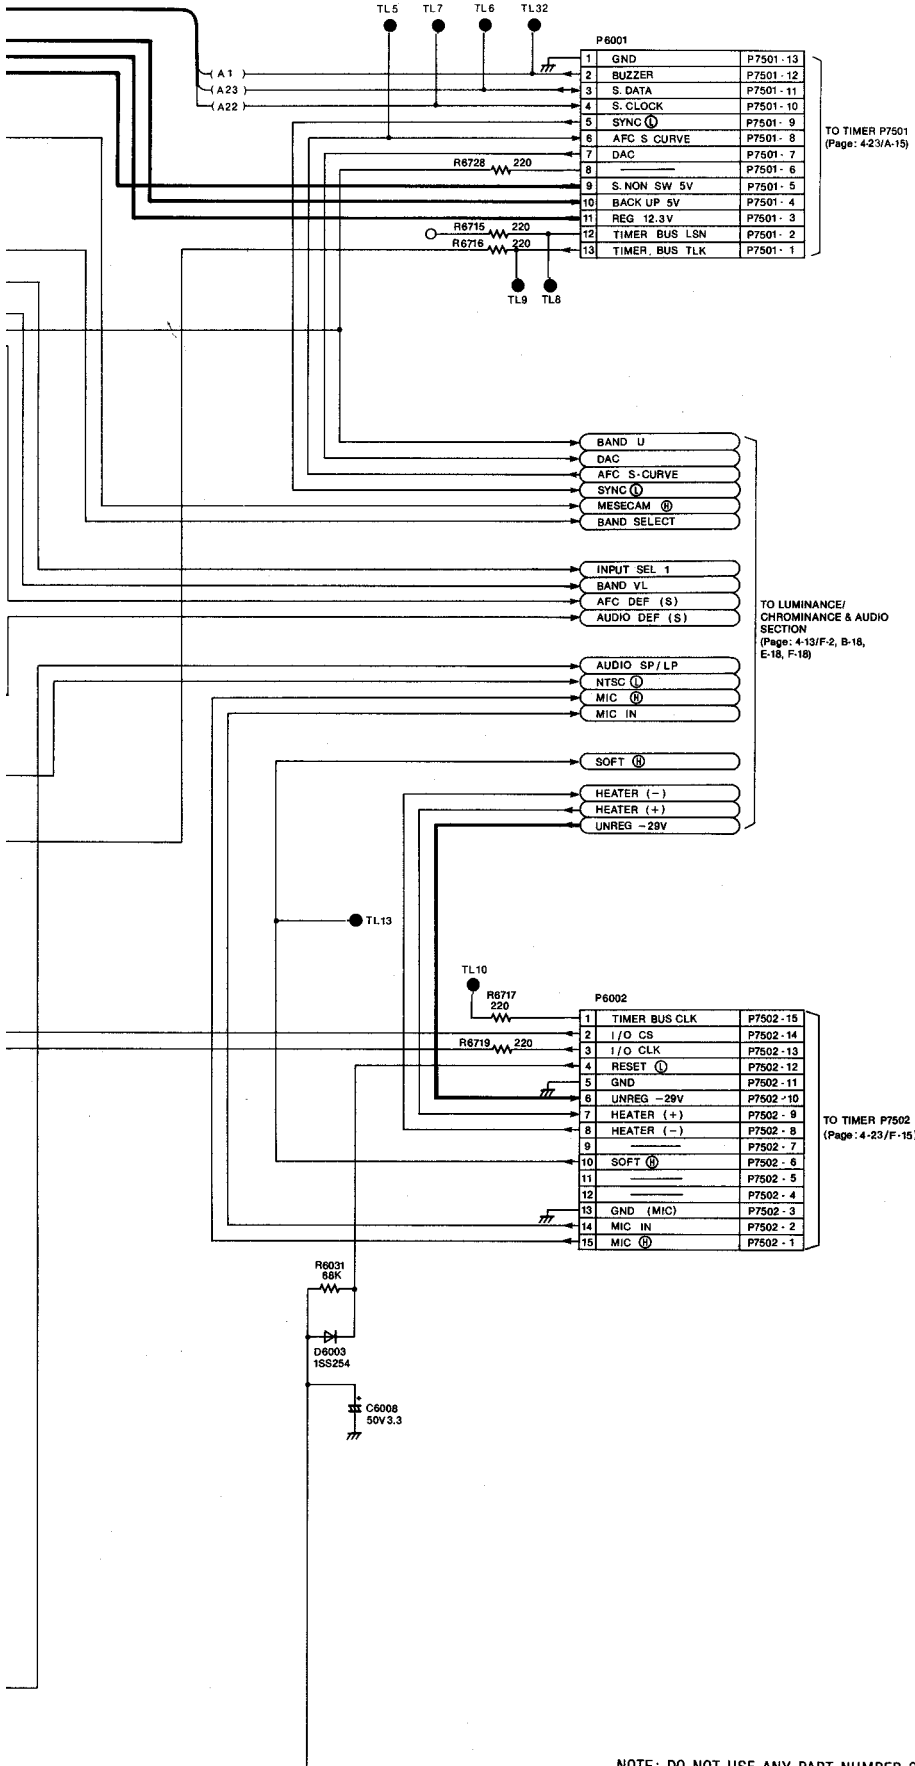 TL5 TL7 TL6 TL32
P6001
1 GND P7501 - 13
(A1) 2 BUZZER P7501 - 12
(A23) 3 S. DATA P7501 - 11
(A22) 4 S. CLOCK P7501 - 10
5 SYNC Ⓛ P7501 - 9
6 AFC S CURVE P7501 - 8
7 DAC P7501 - 7
R6728 220
8 P7501 - 6
9 S. NON SW 5V P7501 - 5
10 BACK UP 5V P7501 - 4
11 REG 12.3V P7501 - 3
R6715 220
12 TIMER BUS LSN P7501 - 2
R6716 220
13 TIMER. BUS TLK P7501 - 1
TO TIMER P7501
(Page: 4-23/A-15)
TL9 TL8
BAND U
DAC
AFC S-CURVE
SYNC Ⓛ
MESECAM Ⓗ
BAND SELECT
INPUT SEL 1
BAND VL
AFC DEF (S)
AUDIO DEF (S)
TO LUMINANCE/
CHROMINANCE & AUDIO
SECTION
(Page: 4-13/F-2, B-18,
E-18, F-18)
AUDIO SP/LP
NTSC Ⓛ
MIC Ⓗ
MIC IN
SOFT Ⓗ
HEATER (-)
HEATER (+)
UNREG -29V
TL13
TL10
R6717
220
P6002
1 TIMER BUS CLK P7502 - 15
2 I/O CS P7502 - 14
R6719 220
3 I/O CLK P7502 - 13
4 RESET Ⓛ P7502 - 12
5 GND P7502 - 11
6 UNREG -29V P7502 - 10
7 HEATER (+) P7502 - 9
8 HEATER (-) P7502 - 8
9 P7502 - 7
10 SOFT Ⓗ P7502 - 6
11 P7502 - 5
12 P7502 - 4
13 GND (MIC) P7502 - 3
14 MIC IN P7502 - 2
15 MIC Ⓗ P7502 - 1
TO TIMER P7502
(Page: 4-23/F-15)
R6031
68K
D6003
1SS254
+
C6008
50V3.3
NOTE: DO NOT USE ANY PART NUMBER